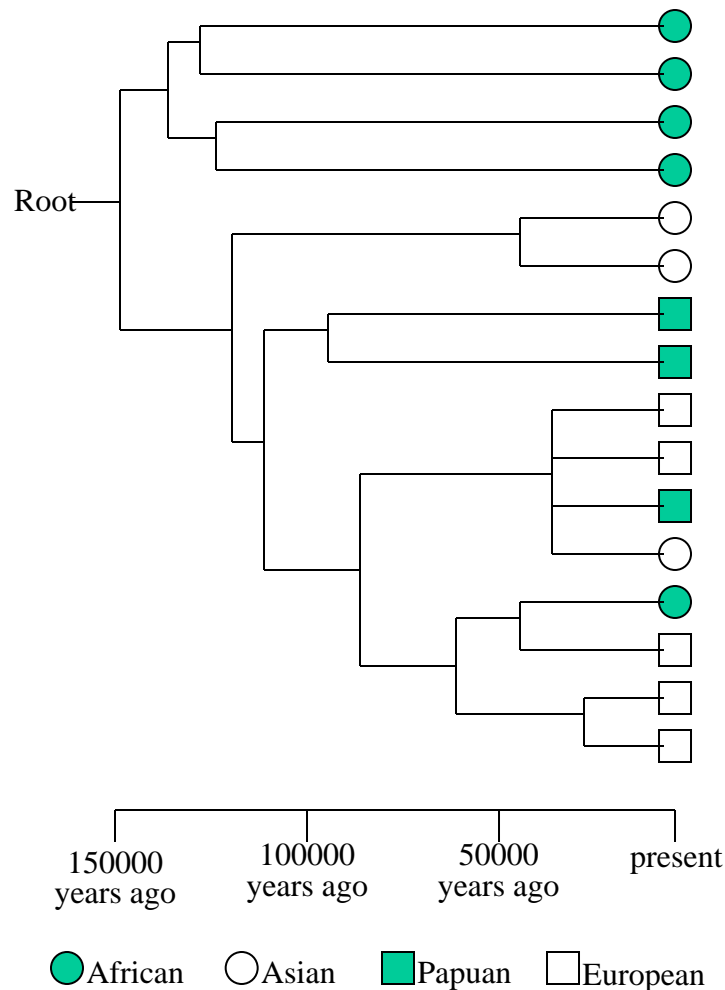 Root
150000
years ago
100000
years ago
50000
years ago
present
African
Asian
Papuan
European